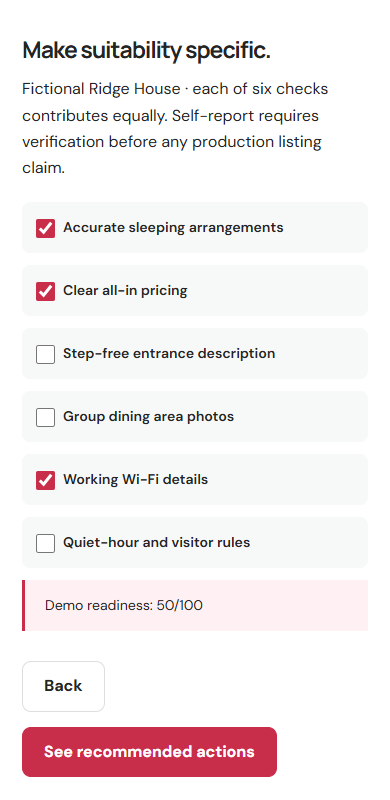 Make suitability specific.
Fictional Ridge House · each of six checks
contributes equally. Self-report requires
verification before any production listing
claim.
Accurate sleeping arrangements
Clear all-in pricing
Step-free entrance description
Group dining area photos
Working Wi-Fi details
Quiet-hour and visitor rules
Demo readiness: 50/100
Back
See recommended actions